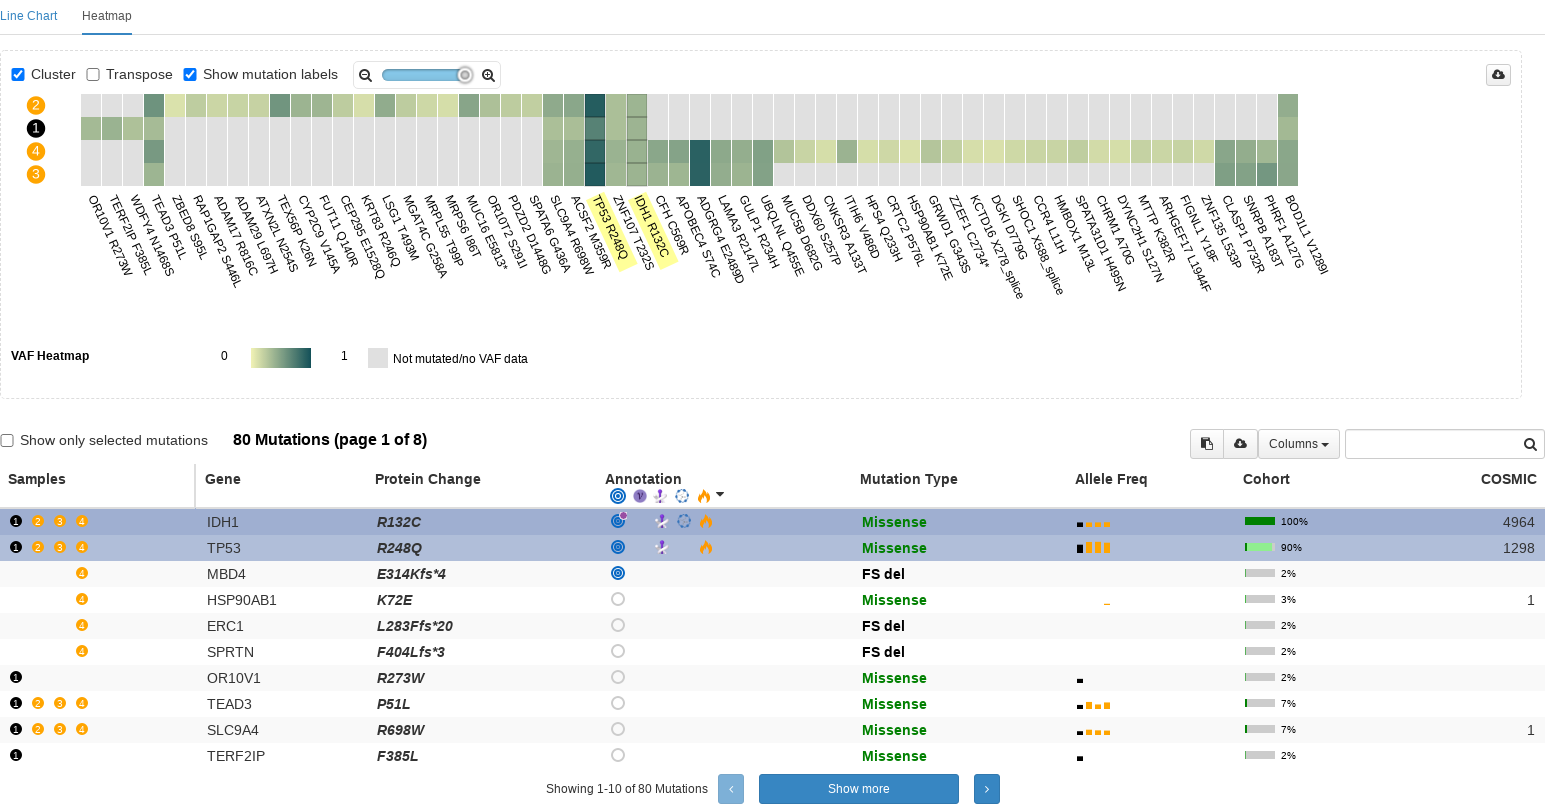 Line Chart Heatmap
Cluster Transpose Show mutation labels
2
1
4
3
OR10V1 R273W
TERF2IP F385L
WDFY4 N1468S
TEAD3 P51L
ZBED8 S95L
RAP1GAP2 S446L
ADAM17 R816C
ADAM29 L697H
ATXN2L N254S
TEX56P K26N
CYP2C9 V145A
FUT11 Q140R
CEP295 E1528Q
KRT83 R246Q
LSG1 T493M
MGAT4C G258A
MRPL55 T99P
MRPS6 I86T
MUC16 E5813*
OR10T2 S291I
PDZD2 D1448G
SPATA6 G436A
SLC9A4 R698W
ACSF2 M359R
TP53 R248Q
ZNF107 T232S
IDH1 R132C
CFH C569R
APOBEC4 S74C
ADGRG4 E2489D
LAMA3 R2147L
GULP1 R234H
UBQLNL Q455E
MUC5B D682G
DDX60 S257P
CNKSR3 A133T
ITIH6 V486D
HPS4 Q233H
CRTC2 P576L
HSP90AB1 K72E
GRWD1 G343S
ZZEF1 C2734*
KCTD16 X278_splice
DGKI D779G
SHOC1 X588_splice
CCR4 L11H
HMBOX1 M13L
SPATA31D1 H495N
CHRM1 A70G
DYNC2H1 S127N
MTTP K382R
ARHGEF17 L1944F
FIGNL1 Y18F
ZNF135 L533P
CLASP1 P732R
SNRPB A183T
PHRF1 A127G
BOD1L1 V1289I
VAF Heatmap 0 1 Not mutated/no VAF data
Show only selected mutations 80 Mutations (page 1 of 8) Columns
Samples Gene Protein Change Annotation Mutation Type Allele Freq Cohort COSMIC
1 2 3 4 IDH1 R132C Missense 100% 4964
1 2 3 4 TP53 R248Q Missense 90% 1298
4 MBD4 E314Kfs*4 FS del 2%
4 HSP90AB1 K72E Missense 3% 1
4 ERC1 L283Ffs*20 FS del 2%
4 SPRTN F404Lfs*3 FS del 2%
1 OR10V1 R273W Missense 2%
1 2 3 4 TEAD3 P51L Missense 7%
1 2 3 4 SLC9A4 R698W Missense 7% 1
1 TERF2IP F385L Missense 2%
Showing 1-10 of 80 Mutations Show more